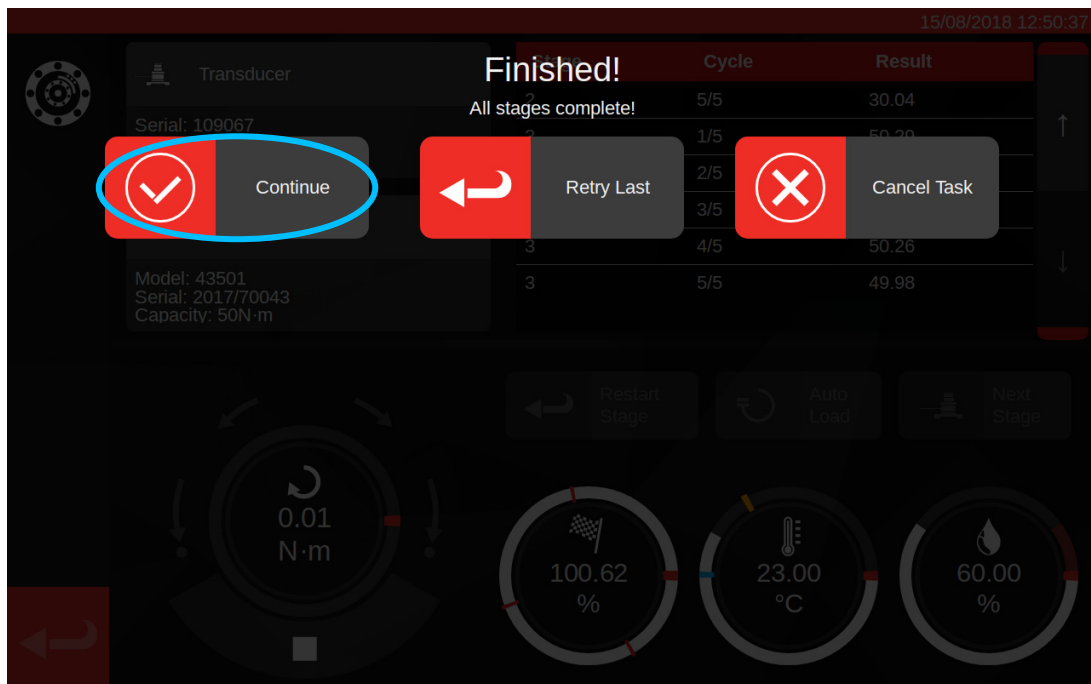 15/08/2018 12:50:37
Finished!
All stages complete!
Continue
Retry Last
Cancel Task
Transducer
Serial: 109067
Model: 43501
Serial: 2017/70043
Capacity: 50N·m
Stage Cycle Result
2 5/5 30.04
3 1/5 50.29
2/5
3/5
3 4/5 50.26
3 5/5 49.98
Restart
Stage
Auto
Load
Next
Stage
0.01
N·m
100.62
%
23.00
°C
60.00
%